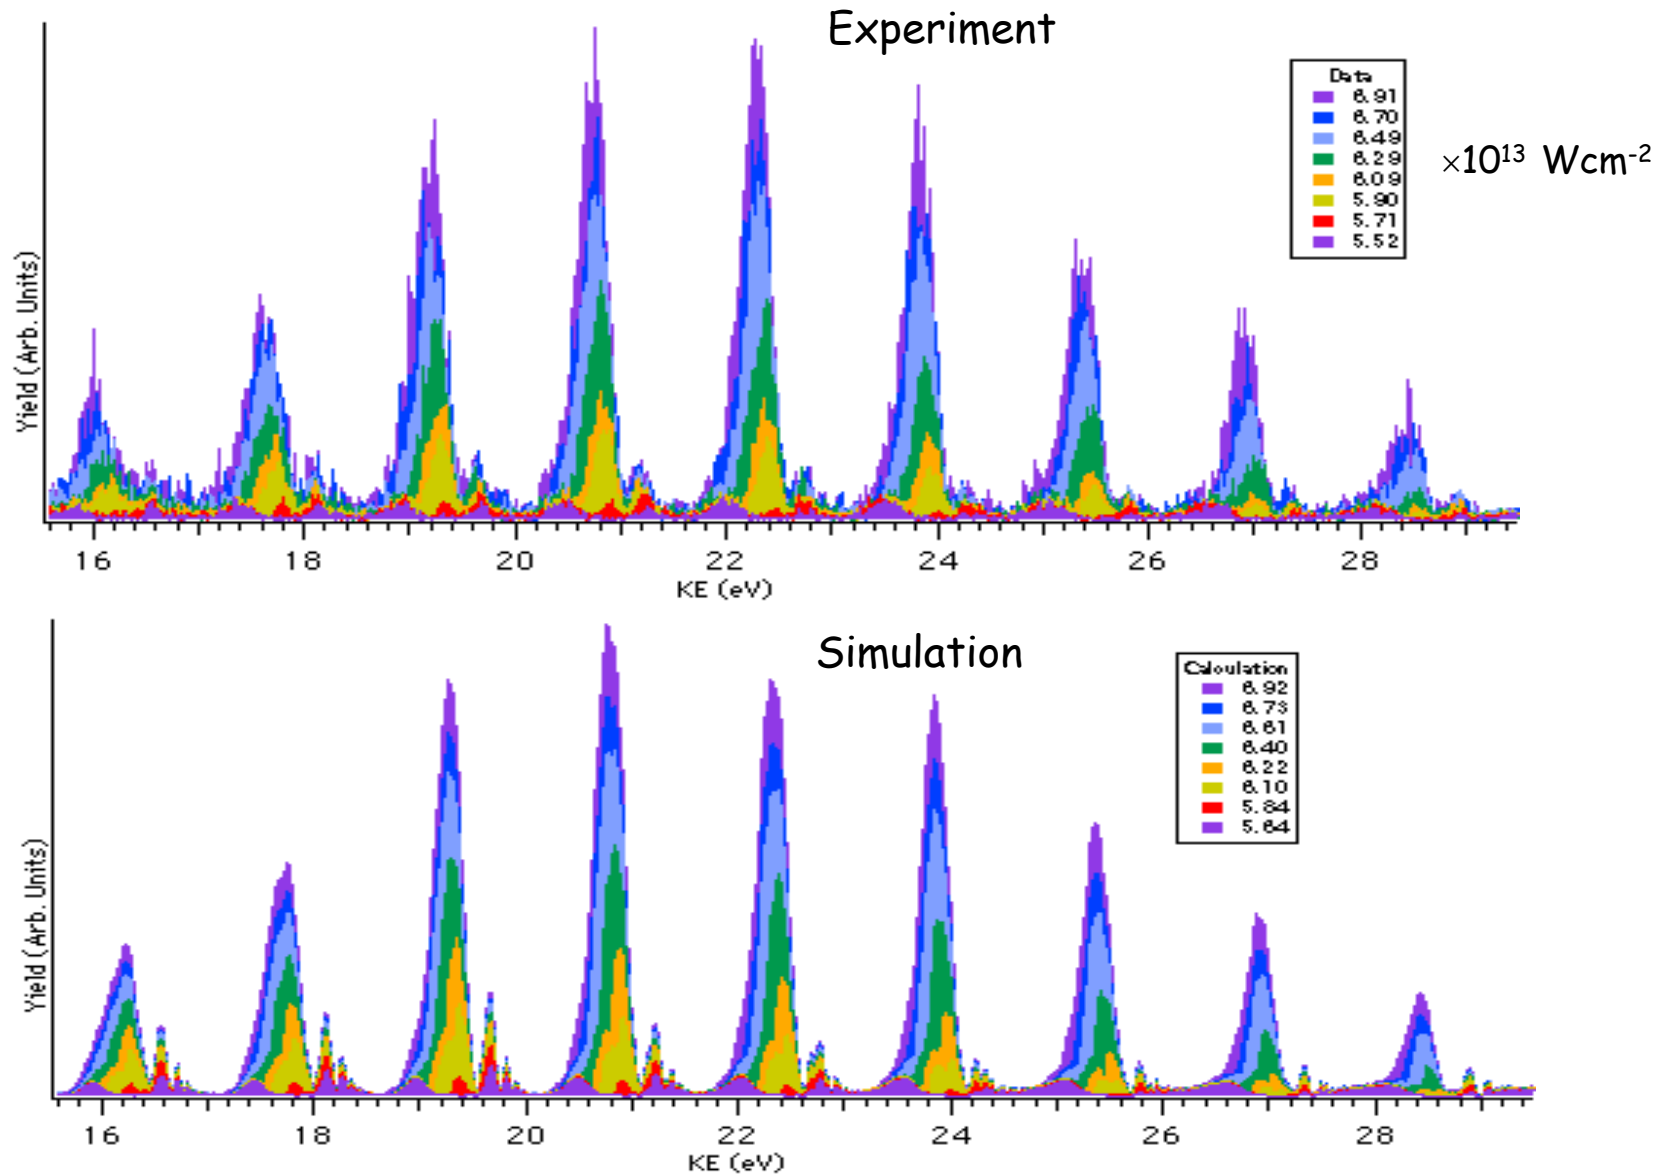 Experiment
Data
6.91
6.70
6.49
6.29
6.09
5.90
5.71
5.52
×10¹³ Wcm⁻²
Yield (Arb. Units)
16 18 20 22 24 26 28
KE (eV)
Simulation
Calculation
6.92
6.73
6.61
6.40
6.22
6.10
5.84
5.64
Yield (Arb. Units)
16 18 20 22 24 26 28
KE (eV)